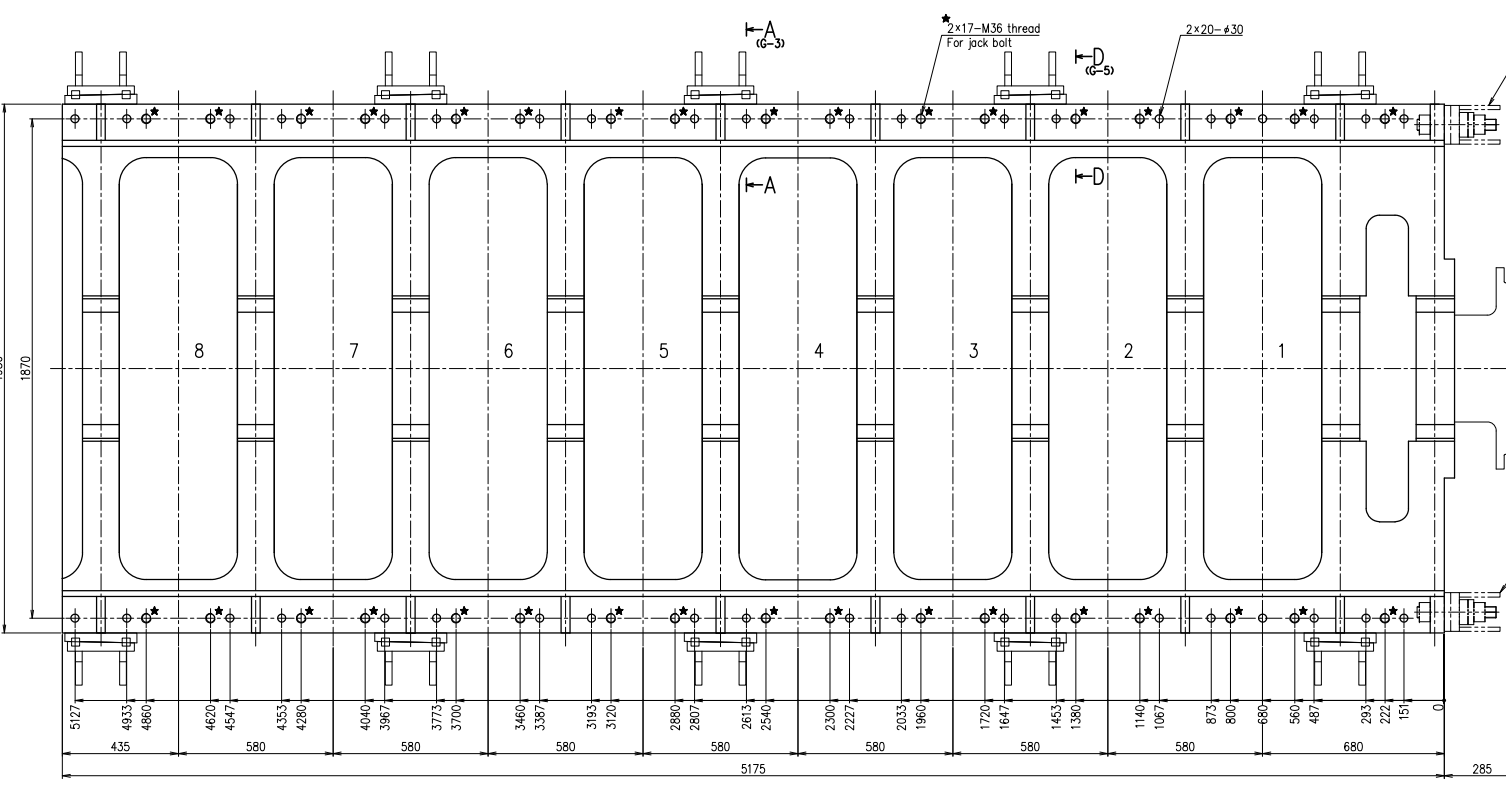 A
(G-3)
★
2×17-M36 thread
For jack bolt
D
(G-5)
2×20-φ30
★ ★ ★ ★ ★ ★ ★ ★ ★ ★ ★ ★ ★ ★ ★ ★ ★
A
D
1870
8 7 6 5 4 3 2 1
★ ★ ★ ★ ★ ★ ★ ★ ★ ★ ★ ★ ★ ★ ★ ★ ★
5127 4933 4860 4620 4547 4353 4280 4040 3967 3773 3700 3460 3387 3193 3120 2880 2807 2613 2540 2300 2227 2033 1960 1720 1647 1453 1380 1140 1067 873 800 680 560 487 293 222 151 0
435 580 580 580 580 580 580 580 680
5175 285